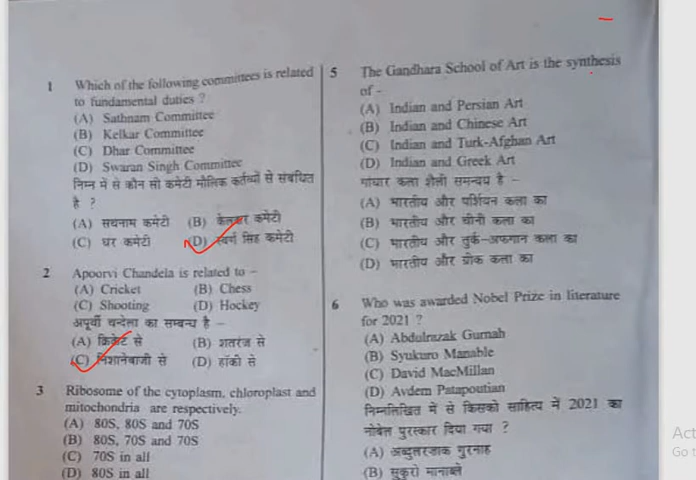 1 Which of the following committees is related
to fundamental duties ?
(A) Sathnam Committee
(B) Kelkar Committee
(C) Dhar Committee
(D) Swaran Singh Committee
निम्न में से कौन सी कमेटी मौलिक कर्तव्यों से संबंधित
है ?
(A) सथनाम कमेटी (B) केलकर कमेटी
(C) धर कमेटी (D) स्वर्ण सिंह कमेटी
2 Apoorvi Chandela is related to –
(A) Cricket (B) Chess
(C) Shooting (D) Hockey
अपूर्वी चन्देला का सम्बन्ध है –
(A) क्रिकेट से (B) शतरंज से
(C) निशानेबाजी से (D) हॉकी से
3 Ribosome of the cytoplasm, chloroplast and
mitochondria are respectively.
(A) 80S, 80S and 70S
(B) 80S, 70S and 70S
(C) 70S in all
(D) 80S in all
5 The Gandhara School of Art is the synthesis
of -
(A) Indian and Persian Art
(B) Indian and Chinese Art
(C) Indian and Turk-Afghan Art
(D) Indian and Greek Art
गांधार कला शैली समन्वय है –
(A) भारतीय और पर्शियन कला का
(B) भारतीय और चीनी कला का
(C) भारतीय और तुर्क-अफगान कला का
(D) भारतीय और ग्रीक कला का
6 Who was awarded Nobel Prize in literature
for 2021 ?
(A) Abdulrazak Gurnah
(B) Syukuro Manable
(C) David MacMillan
(D) Avdem Patapoutian
निम्नलिखित में से किसको साहित्य में 2021 का
नोबेल पुरस्कार दिया गया ?
(A) अब्दुलरजाक गुरनाह
(B) सुकुरो मानाब्ले
Act
Go t